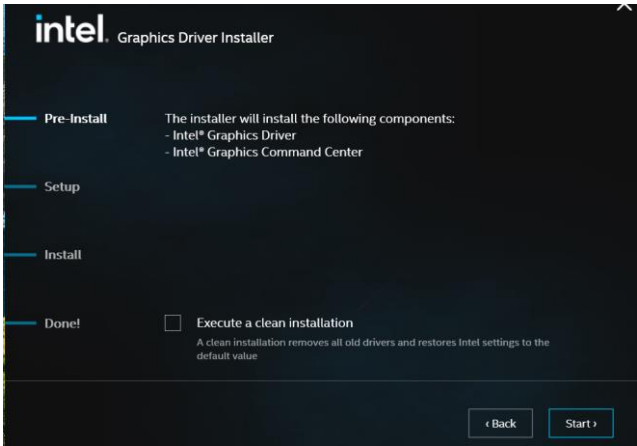 intel. Graphics Driver Installer
Pre-Install
The installer will install the following components:
- Intel® Graphics Driver
- Intel® Graphics Command Center
Setup
Install
Done!
Execute a clean installation
A clean installation removes all old drivers and restores Intel settings to the
default value
‹ Back
Start ›